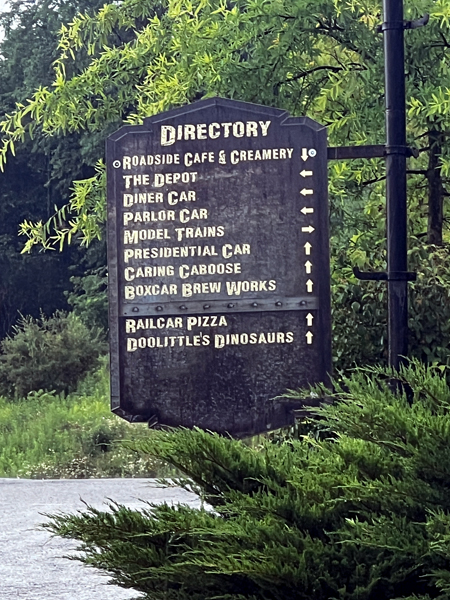 DIRECTORY
ROADSIDE CAFE & CREAMERY ↓
THE DEPOT ←
DINER CAR ←
PARLOR CAR ←
MODEL TRAINS →
PRESIDENTIAL CAR ↑
CARING CABOOSE ↑
BOXCAR BREW WORKS ↑
RAILCAR PIZZA ↑
DOOLITTLE'S DINOSAURS ↑